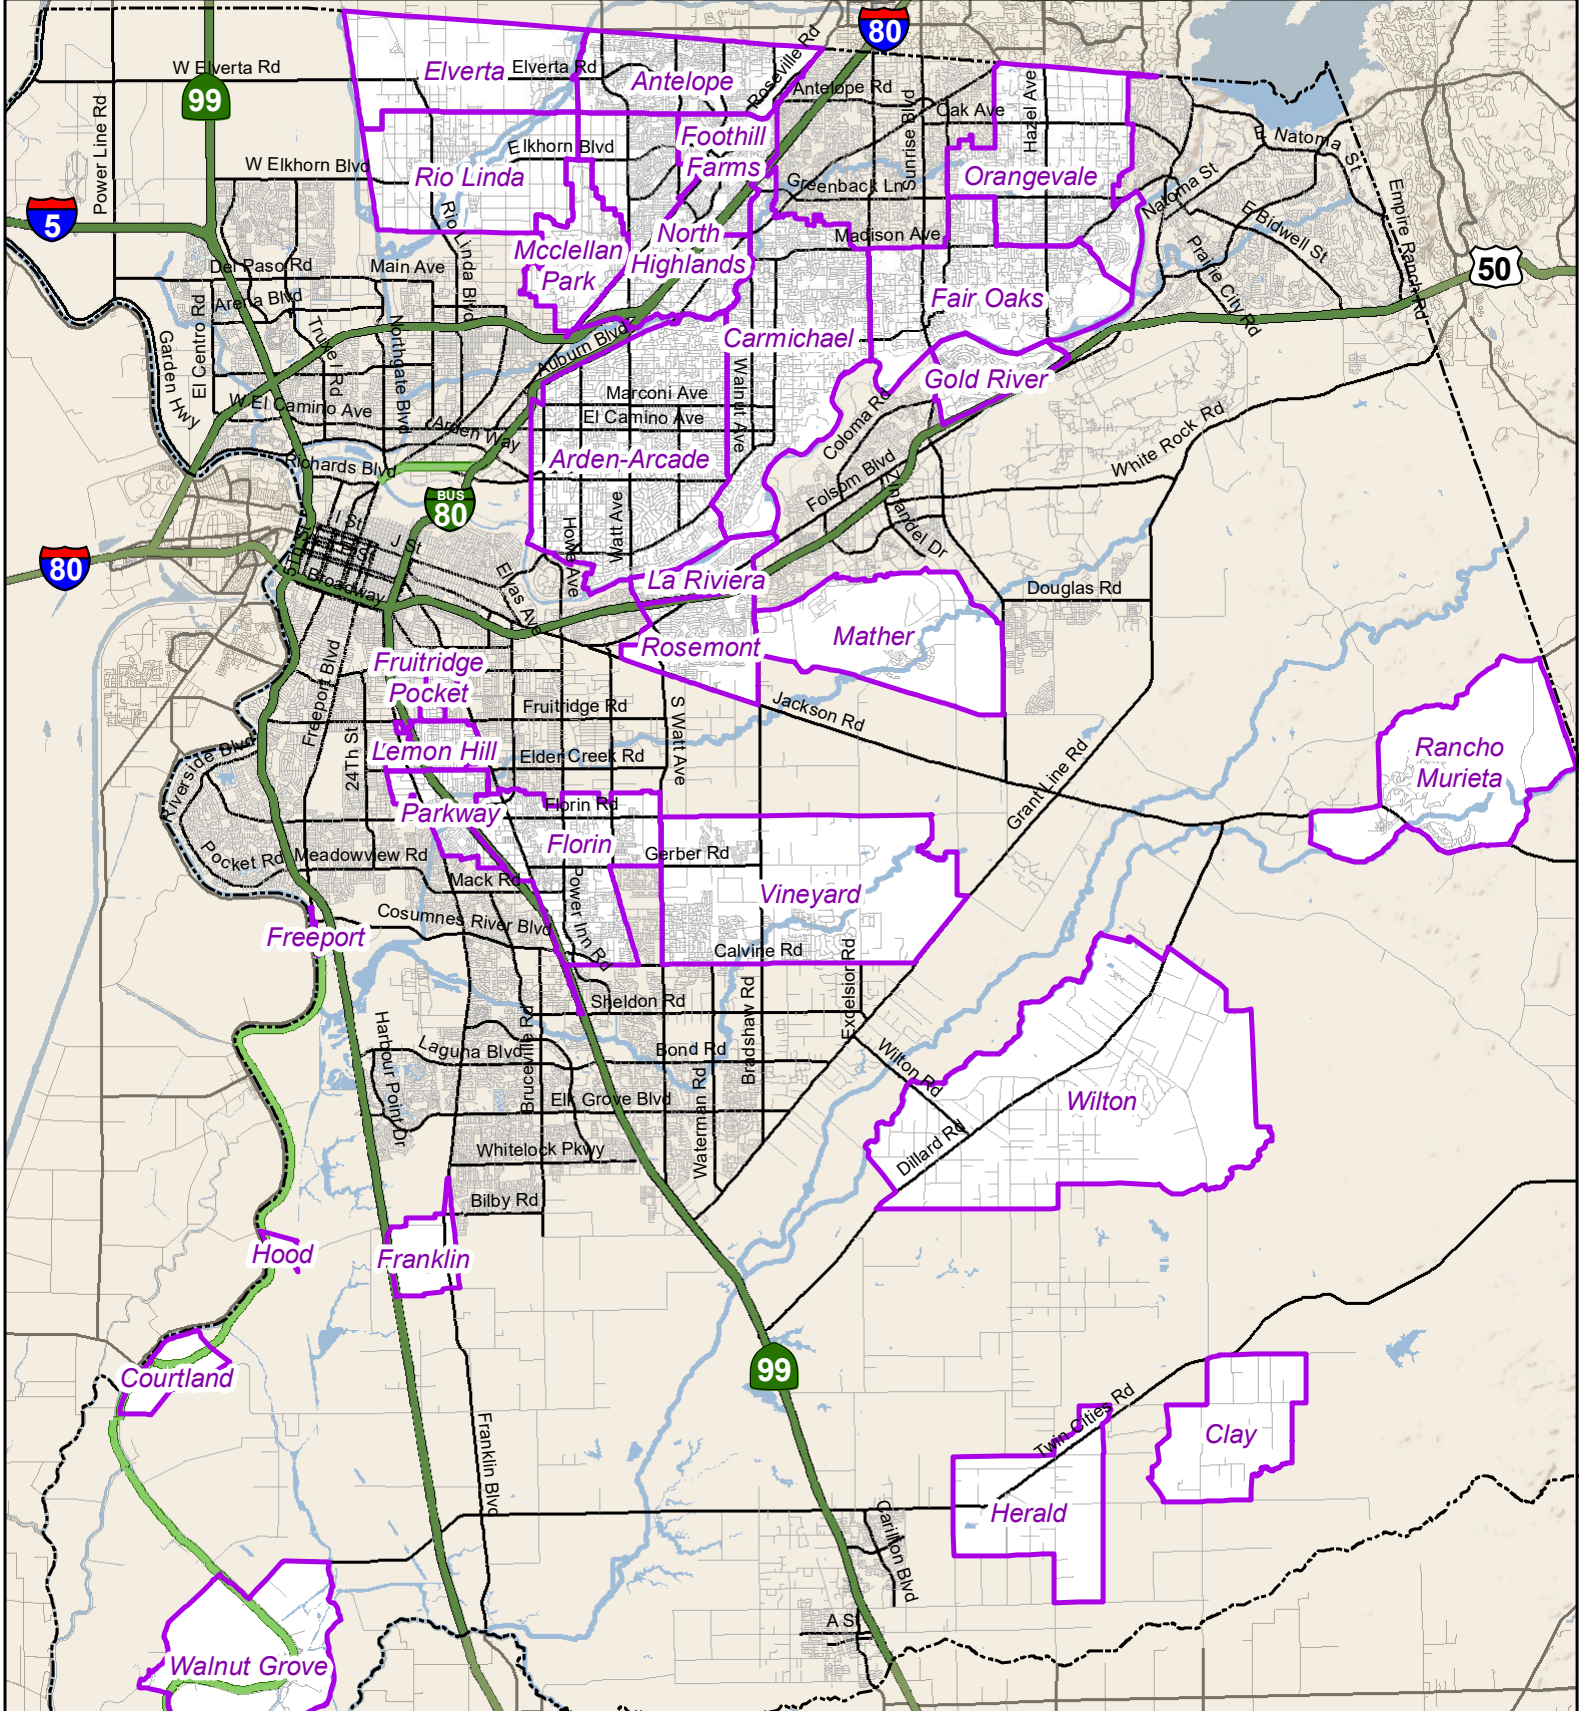 80
99
W Elverta Rd
Elverta
Elverta Rd
Antelope
Roseville Rd
Antelope Rd
Power Line Rd
Oak Ave
Hazel Ave
Sunrise Blvd
E Natoma St
Foothill
Farms
E Elkhorn Blvd
W Elkhorn Blvd
Rio Linda
Greenback Ln
Orangevale
Natoma St
Empire Ranch Rd
E Bidwell St
5
Rio Linda Blvd
North
Highlands
Madison Ave
Mcclellan
Park
Prairie City Rd
50
Del Paso Rd
Main Ave
Arena Blvd
El Centro Rd
Fair Oaks
Garden Hwy
Truxel Rd
Northgate Blvd
Auburn Blvd
Carmichael
Walnut Ave
Gold River
Marconi Ave
El Camino Ave
W El Camino Ave
Arden Way
Coloma Rd
White Rock Rd
Richards Blvd
Arden-Arcade
Folsom Blvd
BUS
80
I St
J St
Watt Ave
Howe Ave
Zinfandel Dr
80
5th St
Broadway
Elvas Ave
La Riviera
Douglas Rd
Mather
Rosemont
Freeport Blvd
Fruitridge
Pocket
Fruitridge Rd
S Watt Ave
Jackson Rd
Riverside Blvd
24Th St
Lemon Hill
Elder Creek Rd
Rancho
Murieta
Grant Line Rd
Parkway
Florin Rd
Florin
Pocket Rd
Meadowview Rd
Gerber Rd
Mack Rd
Power Inn Rd
Vineyard
Cosumnes River Blvd
Freeport
Calvine Rd
Excelsior Rd
Sheldon Rd
Bradshaw Rd
Harbour Point Dr
Laguna Blvd
Bruceville Rd
Bond Rd
Wilton Rd
Waterman Rd
Elk Grove Blvd
Wilton
Dillard Rd
Whitelock Pkwy
Bilby Rd
Hood
Franklin
Courtland
99
Twin Cities Rd
Clay
Franklin Blvd
Herald
Carillion Blvd
A St
Walnut Grove